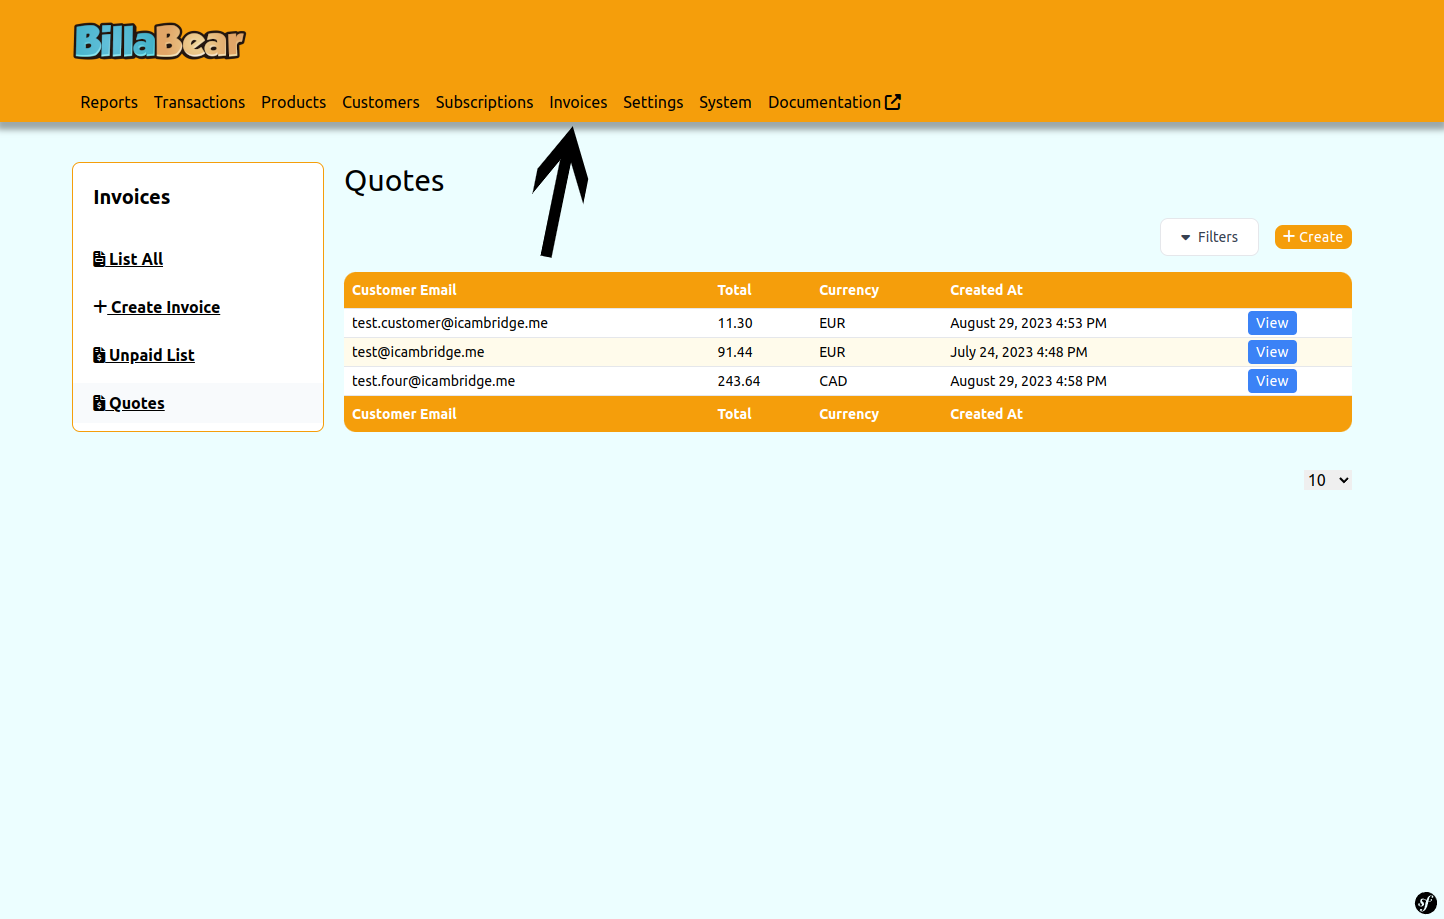 BillaBear
Reports Transactions Products Customers Subscriptions Invoices Settings System Documentation
Invoices
List All
Create Invoice
Unpaid List
Quotes
Quotes
Filters
+ Create
Customer Email Total Currency Created At
test.customer@icambridge.me 11.30 EUR August 29, 2023 4:53 PM View
test@icambridge.me 91.44 EUR July 24, 2023 4:48 PM View
test.four@icambridge.me 243.64 CAD August 29, 2023 4:58 PM View
Customer Email Total Currency Created At
10
sf